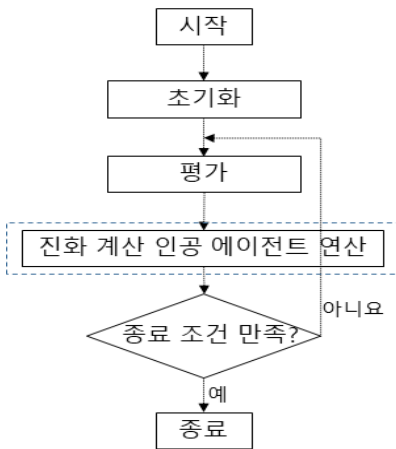 시작
초기화
평가
진화 계산 인공 에이전트 연산
종료 조건 만족?
아니요
예
종료